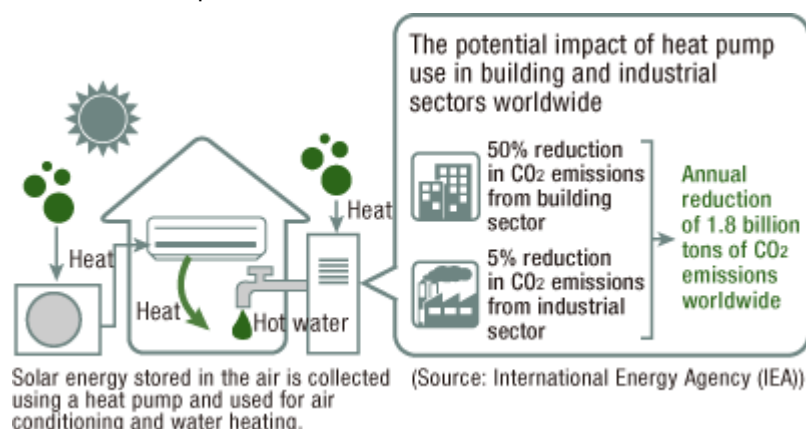 The potential impact of heat pump
use in building and industrial
sectors worldwide
50% reduction
in CO2 emissions
from building
sector
5% reduction
in CO2 emissions
from industrial
sector
Annual
reduction
of 1.8 billion
tons of CO2
emissions
worldwide
Heat
Heat
Heat
Hot water
Solar energy stored in the air is collected
using a heat pump and used for air
conditioning and water heating.
(Source: International Energy Agency (IEA))